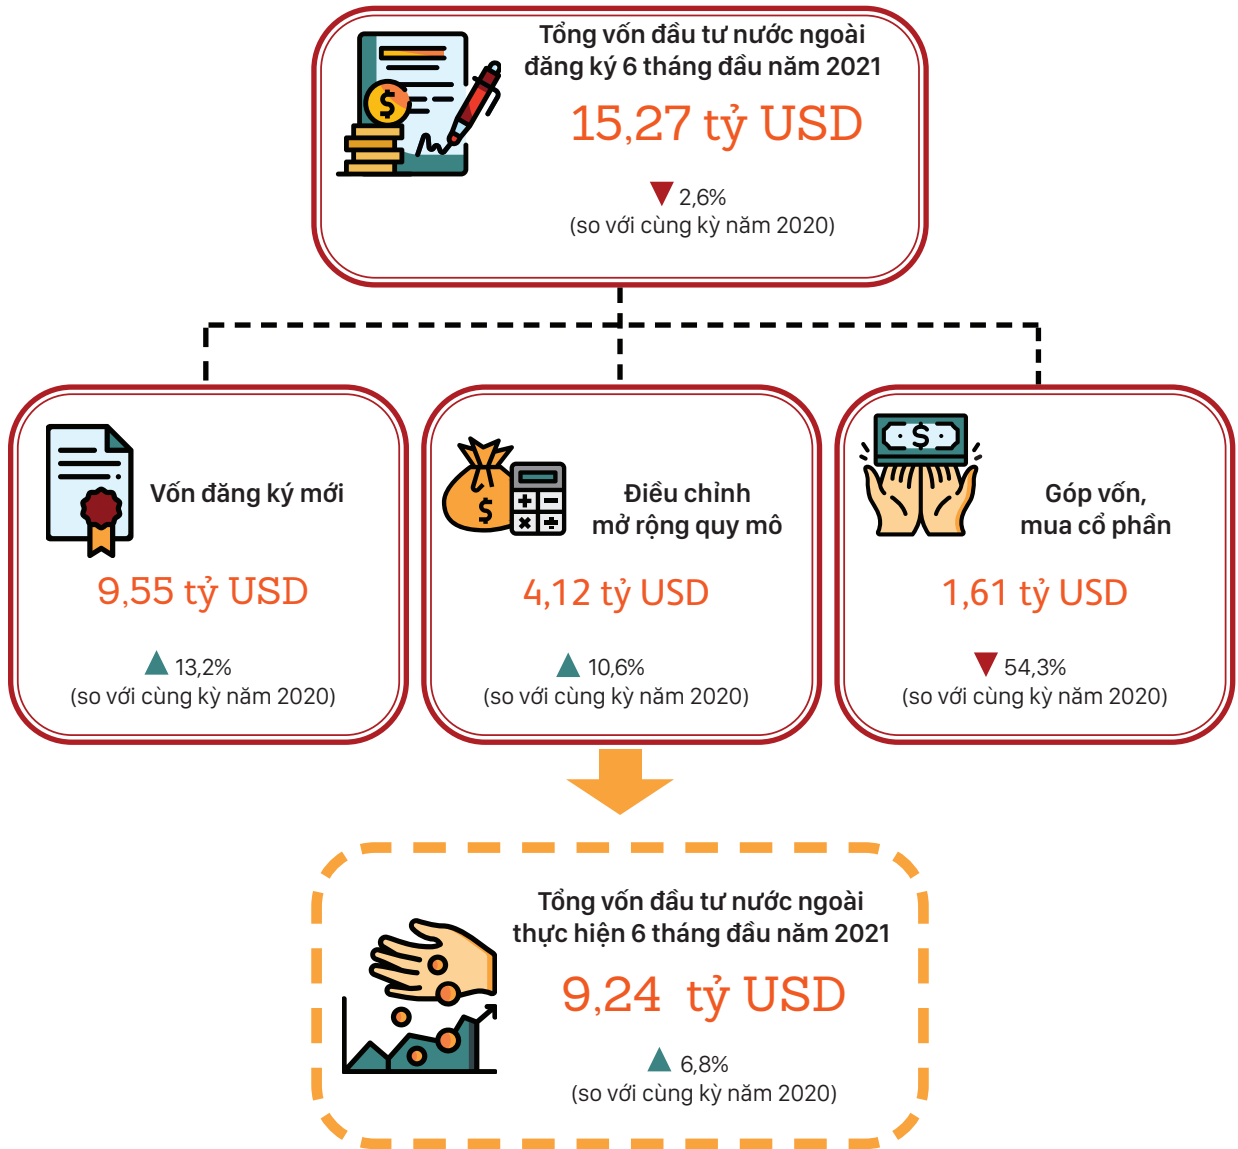 Tổng vốn đầu tư nước ngoài
đăng ký 6 tháng đầu năm 2021
15,27 tỷ USD
▼ 2,6%
(so với cùng kỳ năm 2020)
Vốn đăng ký mới
9,55 tỷ USD
▲ 13,2%
(so với cùng kỳ năm 2020)
Điều chỉnh
mở rộng quy mô
4,12 tỷ USD
▲ 10,6%
(so với cùng kỳ năm 2020)
Góp vốn,
mua cổ phần
1,61 tỷ USD
▼ 54,3%
(so với cùng kỳ năm 2020)
Tổng vốn đầu tư nước ngoài
thực hiện 6 tháng đầu năm 2021
9,24 tỷ USD
▲ 6,8%
(so với cùng kỳ năm 2020)